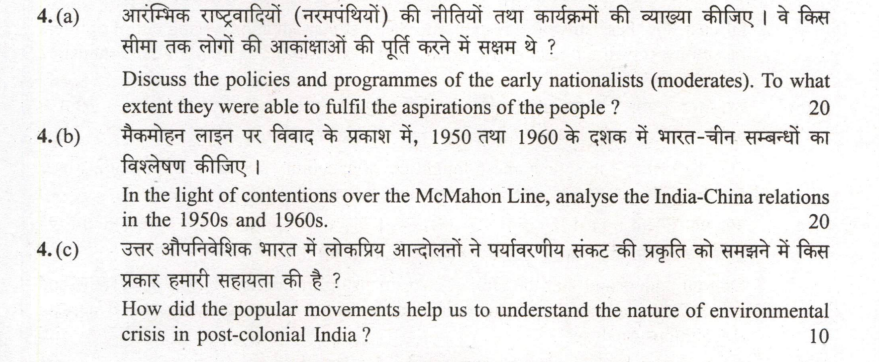 4. (a) आरंम्भिक राष्ट्रवादियों (नरमपंथियों) की नीतियों तथा कार्यक्रमों की व्याख्या कीजिए । वे किस
सीमा तक लोगों की आकांक्षाओं की पूर्ति करने में सक्षम थे ?
Discuss the policies and programmes of the early nationalists (moderates). To what
extent they were able to fulfil the aspirations of the people ? 20
4. (b) मैकमोहन लाइन पर विवाद के प्रकाश में, 1950 तथा 1960 के दशक में भारत-चीन सम्बन्धों का
विश्लेषण कीजिए ।
In the light of contentions over the McMahon Line, analyse the India-China relations
in the 1950s and 1960s. 20
4. (c) उत्तर औपनिवेशिक भारत में लोकप्रिय आन्दोलनों ने पर्यावरणीय संकट की प्रकृति को समझने में किस
प्रकार हमारी सहायता की है ?
How did the popular movements help us to understand the nature of environmental
crisis in post-colonial India ? 10